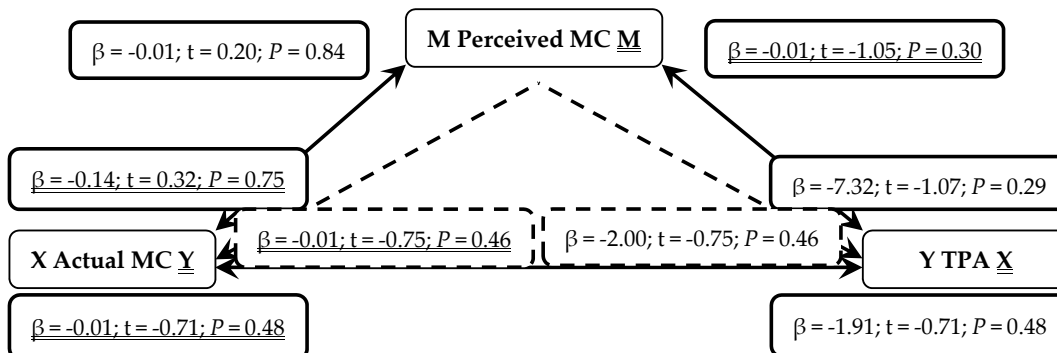 β = -0.01; t = 0.20; P = 0.84
M Perceived MC M
β = -0.01; t = -1.05; P = 0.30
β = -0.14; t = 0.32; P = 0.75
β = -7.32; t = -1.07; P = 0.29
β = -0.01; t = -0.75; P = 0.46
β = -2.00; t = -0.75; P = 0.46
X Actual MC Y
Y TPA X
β = -0.01; t = -0.71; P = 0.48
β = -1.91; t = -0.71; P = 0.48